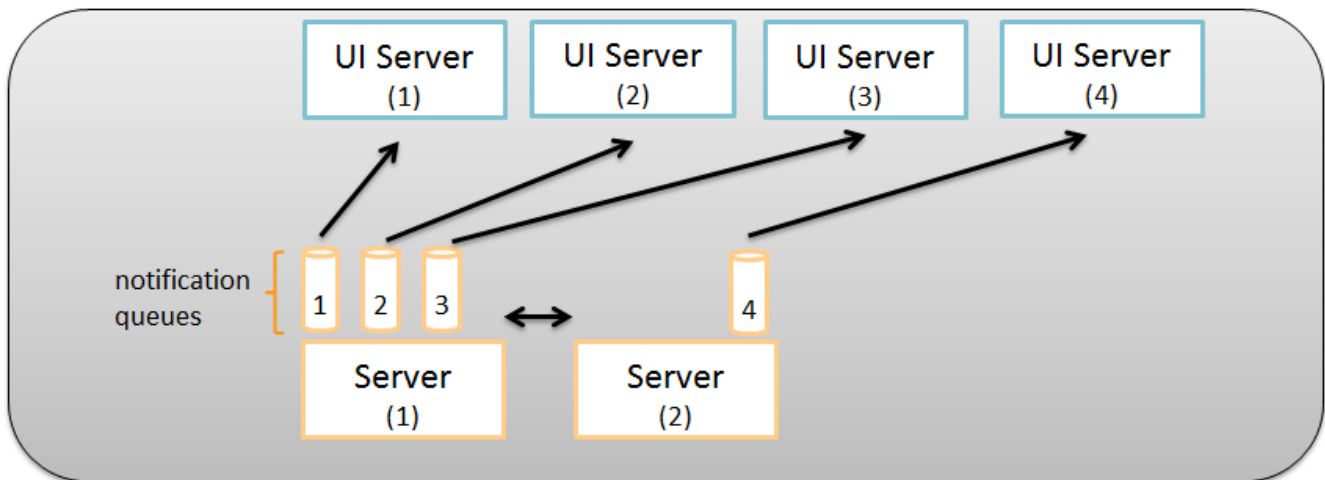 UI Server
(1)
UI Server
(2)
UI Server
(3)
UI Server
(4)
notification
queues
1
2
3
4
Server
(1)
Server
(2)